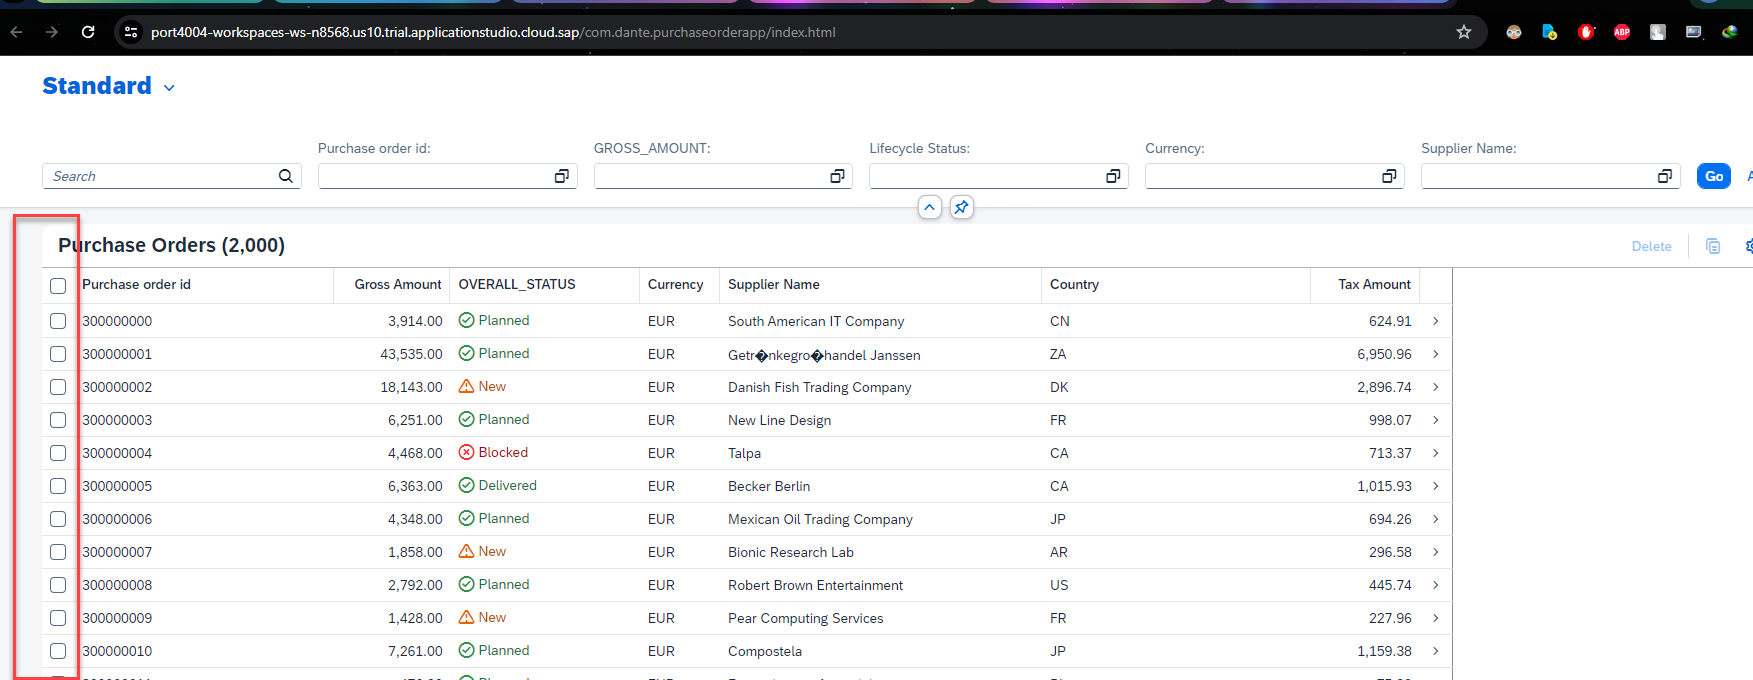 port4004-workspaces-ws-n8568.us10.trial.applicationstudio.cloud.sap/com.dante.purchaseorderapp/index.html
ABP
Standard
Purchase order id: GROSS_AMOUNT: Lifecycle Status: Currency: Supplier Name:
Search Go
Purchase Orders (2,000) Delete
Purchase order id Gross Amount OVERALL_STATUS Currency Supplier Name Country Tax Amount
300000000 3,914.00 Planned EUR South American IT Company CN 624.91
300000001 43,535.00 Planned EUR Getr�nkegro�handel Janssen ZA 6,950.96
300000002 18,143.00 New EUR Danish Fish Trading Company DK 2,896.74
300000003 6,251.00 Planned EUR New Line Design FR 998.07
300000004 4,468.00 Blocked EUR Talpa CA 713.37
300000005 6,363.00 Delivered EUR Becker Berlin CA 1,015.93
300000006 4,348.00 Planned EUR Mexican Oil Trading Company JP 694.26
300000007 1,858.00 New EUR Bionic Research Lab AR 296.58
300000008 2,792.00 Planned EUR Robert Brown Entertainment US 445.74
300000009 1,428.00 New EUR Pear Computing Services FR 227.96
300000010 7,261.00 Planned EUR Compostela JP 1,159.38